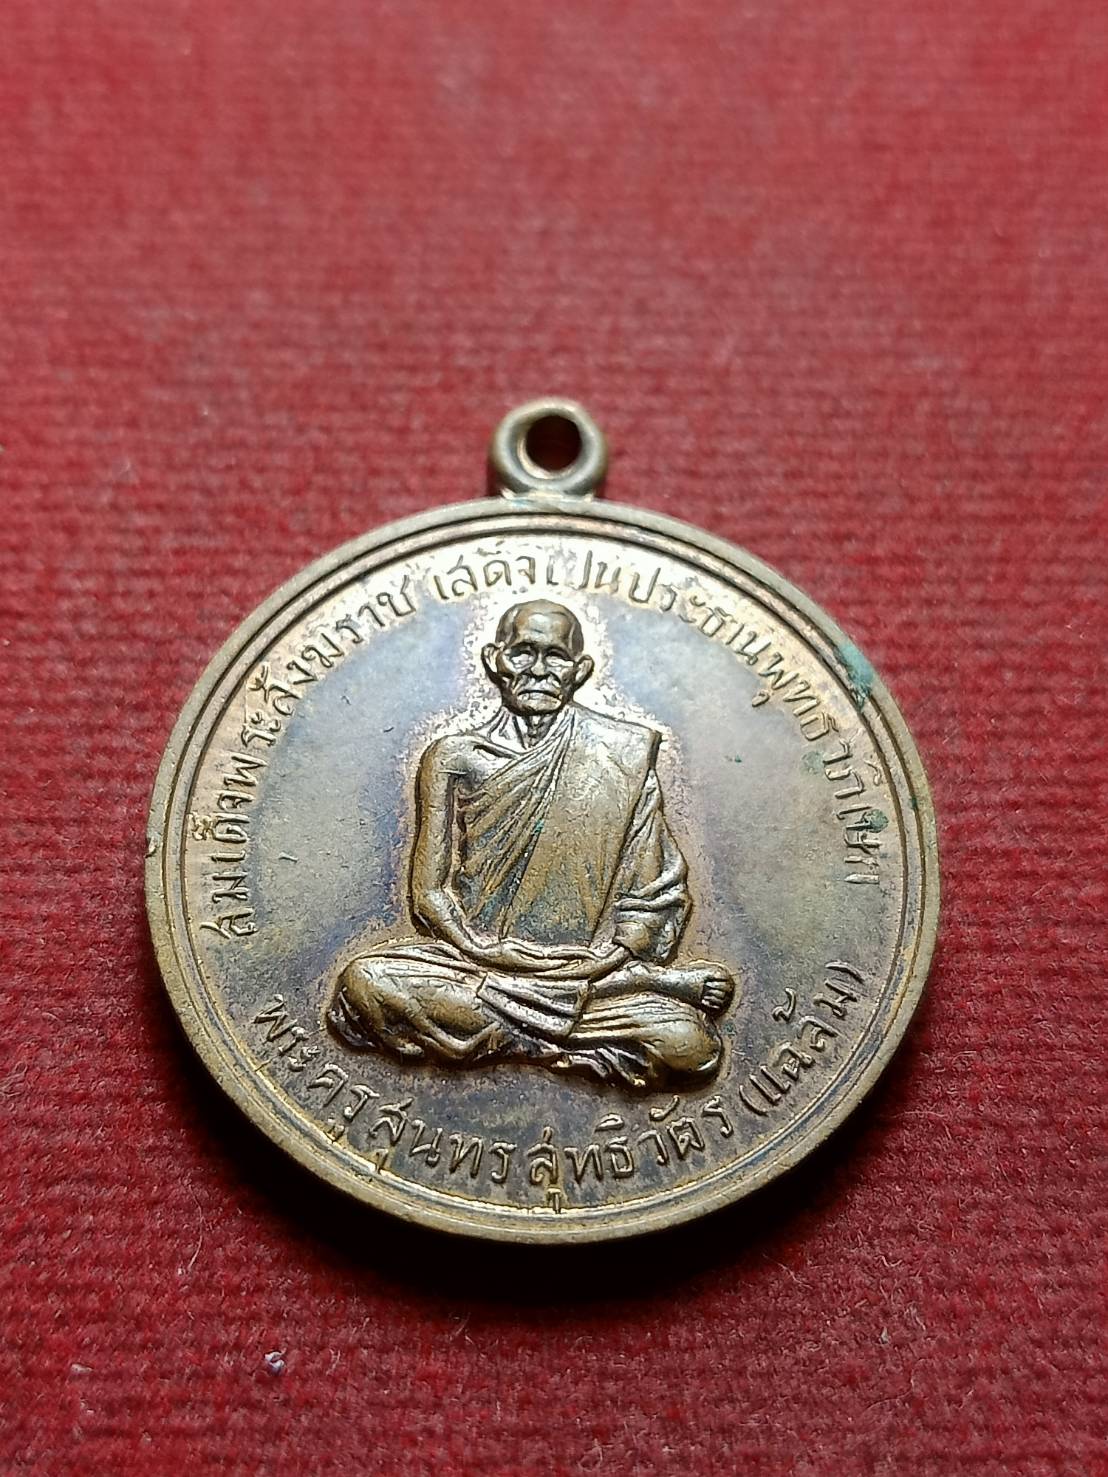 สมเด็จพระสังฆราช เสด็จเป็นประธานพุทธาภิเษก
พระครูสุนทรสุทธิวัตร (แฉล้ม)